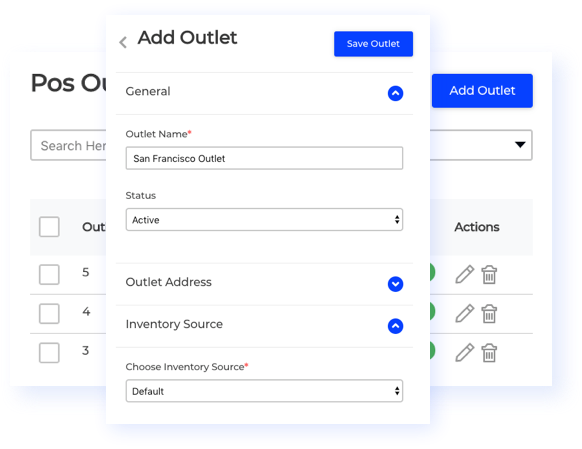 Add Outlet
Save Outlet
General
Outlet Name*
San Francisco Outlet
Status
Active
Outlet Address
Inventory Source
Choose Inventory Source*
Default
Pos Ou
Add Outlet
Search Her
Out
Actions
5
4
3